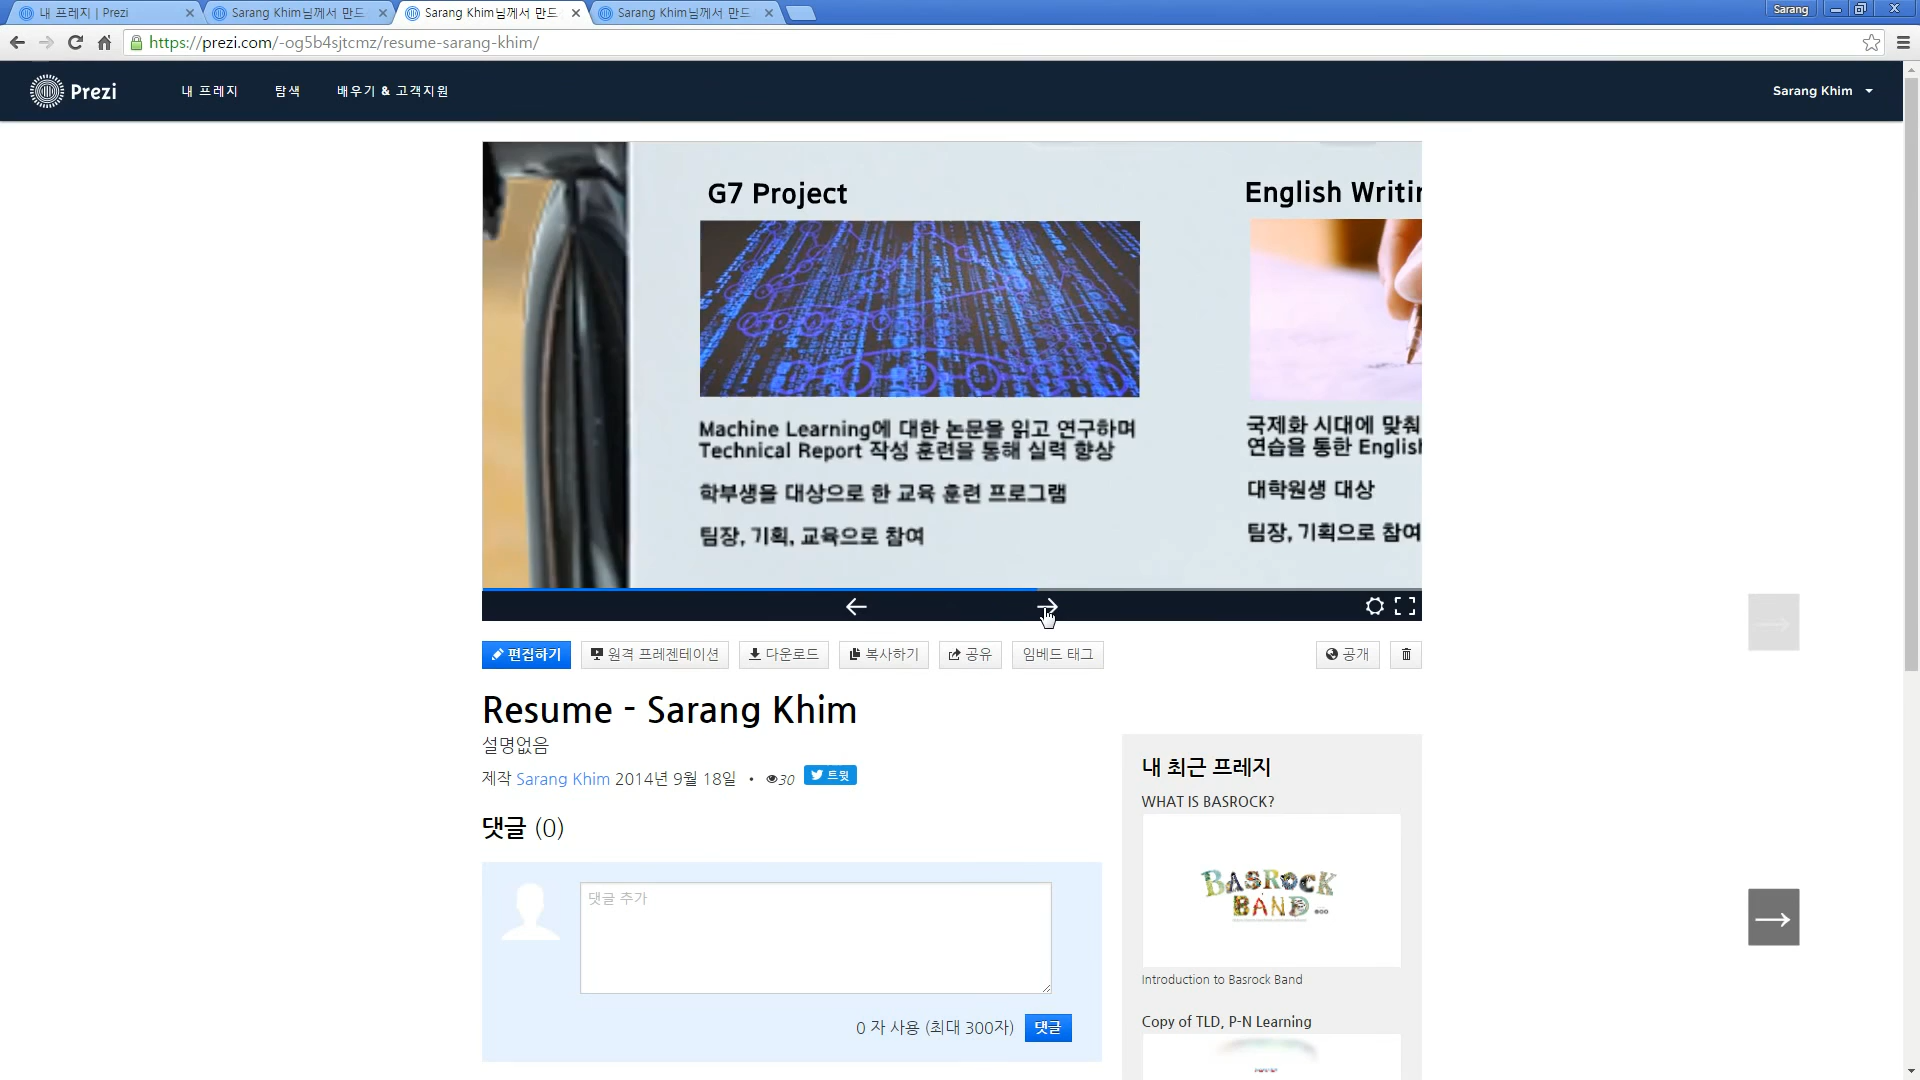 내 프레지 | Prezi
Sarang Khim님께서 만드
Sarang Khim님께서 만드
Sarang Khim님께서 만드
Sarang
https://prezi.com/-og5b4sjtcmz/resume-sarang-khim/
Prezi
내 프레지
탐색
배우기 & 고객지원
Sarang Khim
G7 Project
Machine Learning에 대한 논문을 읽고 연구하며
Technical Report 작성 훈련을 통해 실력 향상
학부생을 대상으로 한 교육 훈련 프로그램
팀장, 기획, 교육으로 참여
English Writin
국제화 시대에 맞춰
연습을 통한 English
대학원생 대상
팀장, 기획으로 참여
편집하기
원격 프레젠테이션
다운로드
복사하기
공유
임베드 태그
공개
Resume - Sarang Khim
설명없음
제작 Sarang Khim 2014년 9월 18일 • 30
트윗
댓글 (0)
댓글 추가
0 자 사용 (최대 300자)
댓글
내 최근 프레지
WHAT IS BASROCK?
BASROCK
BAND
Introduction to Basrock Band
Copy of TLD, P-N Learning